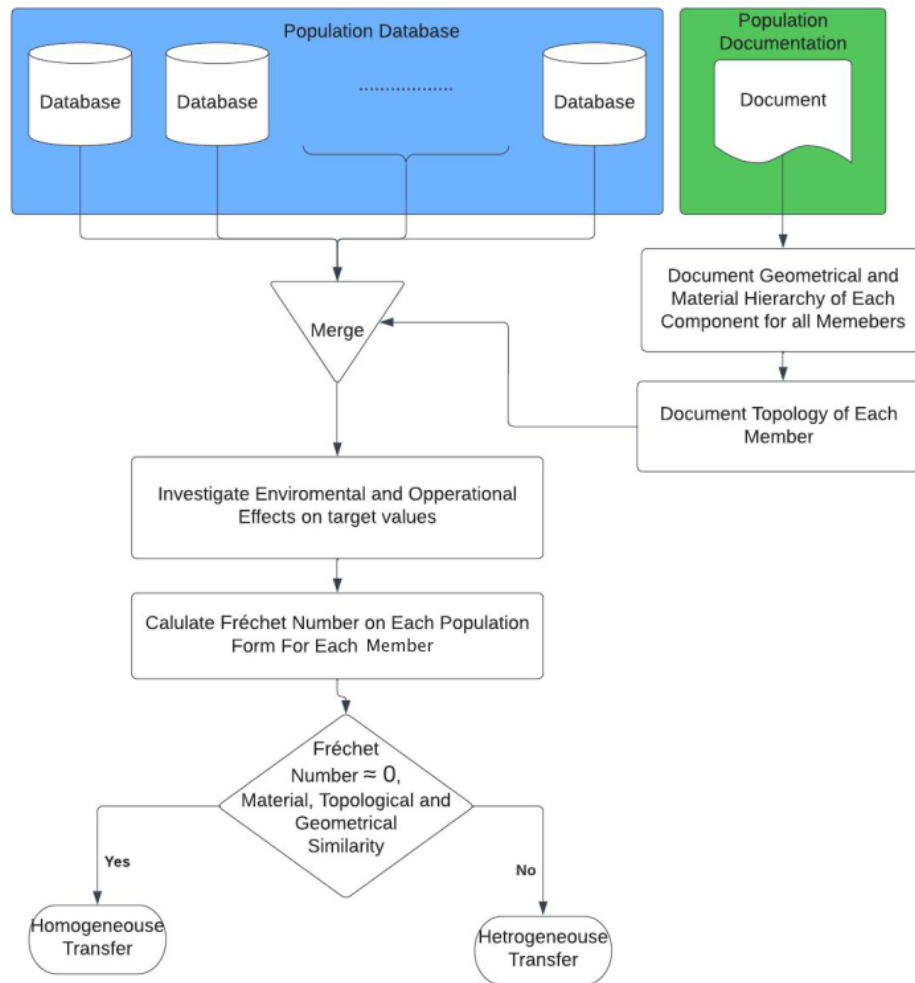 Population Database
Population
Documentation
Database
Database
....................
Database
Document
Document Geometrical and
Material Hierarchy of Each
Component for all Memebers
Merge
Document Topology of Each
Member
Investigate Enviromental and Opperational
Effects on target values
Calulate Fréchet Number on Each Population
Form For Each Member
Fréchet
Number ≈ 0,
Material, Topological and
Geometrical
Similarity
Yes
No
Homogeneouse
Transfer
Hetrogeneouse
Transfer